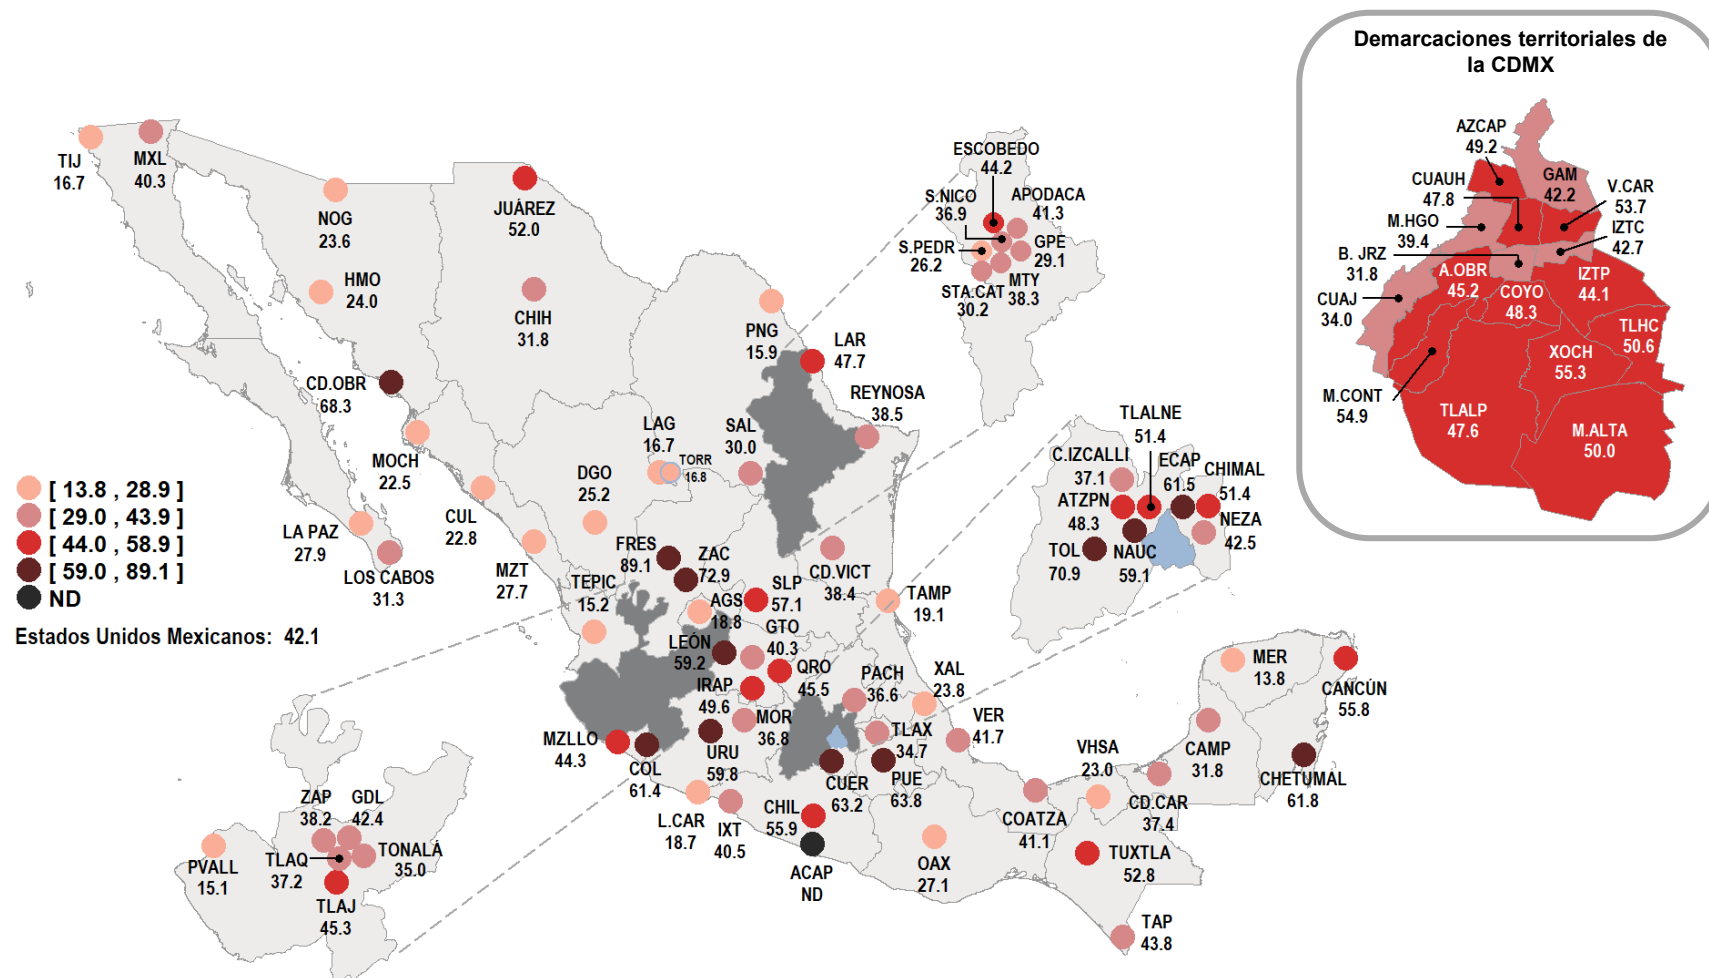 Demarcaciones territoriales de
la CDMX
AZCAP
49.2
CUAUH
47.8
GAM
42.2
V.CAR
53.7
M.HGO
39.4
IZTC
42.7
B. JRZ
31.8
A.OBR
45.2
IZTP
44.1
CUAJ
34.0
COYO
48.3
TLHC
50.6
XOCH
55.3
M.CONT
54.9
TLALP
47.6
M.ALTA
50.0
TIJ
16.7
MXL
40.3
NOG
23.6
JUÁREZ
52.0
HMO
24.0
CHIH
31.8
CD.OBR
68.3
MOCH
22.5
PNG
15.9
LAR
47.7
REYNOSA
38.5
LAG
16.7
TORR
16.8
SAL
30.0
DGO
25.2
CUL
22.8
LA PAZ
27.9
LOS CABOS
31.3
MZT
27.7
ESCOBEDO
44.2
S.NICO
36.9
APODACA
41.3
S.PEDR
26.2
GPE
29.1
MTY
38.3
STA.CAT
30.2
TLALNE
51.4
C.IZCALLI
37.1
ECAP
61.5
CHIMAL
51.4
ATZPN
48.3
NEZA
42.5
TOL
70.9
NAUC
59.1
[ 13.8 , 28.9 ]
[ 29.0 , 43.9 ]
[ 44.0 , 58.9 ]
[ 59.0 , 89.1 ]
ND
Estados Unidos Mexicanos: 42.1
FRES
89.1
ZAC
72.9
TEPIC
15.2
AGS
18.8
SLP
57.1
CD.VICT
38.4
TAMP
19.1
LEÓN
59.2
GTO
40.3
QRO
45.5
IRAP
49.6
PACH
36.6
XAL
23.8
MOR
36.8
TLAX
34.7
VER
41.7
MZLLO
44.3
COL
61.4
URU
59.8
CUER
63.2
PUE
63.8
L.CAR
18.7
IXT
40.5
CHIL
55.9
ACAP
ND
OAX
27.1
COATZA
41.1
VHSA
23.0
CD.CAR
37.4
CAMP
31.8
MER
13.8
CANCÚN
55.8
CHETUMAL
61.8
TUXTLA
52.8
TAP
43.8
ZAP
38.2
GDL
42.4
TLAQ
37.2
TONALÁ
35.0
PVALL
15.1
TLAJ
45.3